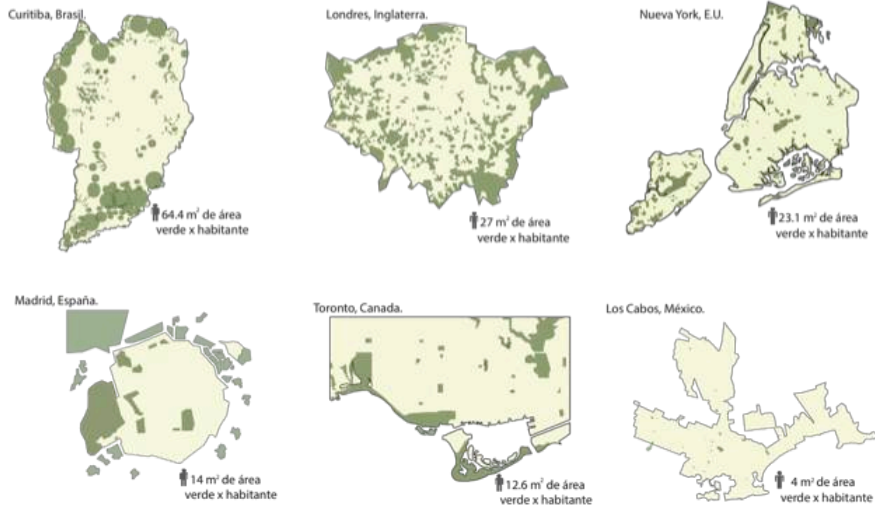 Curitiba, Brasil.
64.4 m² de área
verde x habitante
Londres, Inglaterra.
27 m² de área
verde x habitante
Nueva York, E.U.
23.1 m² de área
verde x habitante
Madrid, España.
14 m² de área
verde x habitante
Toronto, Canada.
12.6 m² de área
verde x habitante
Los Cabos, México.
4 m² de área
verde x habitante